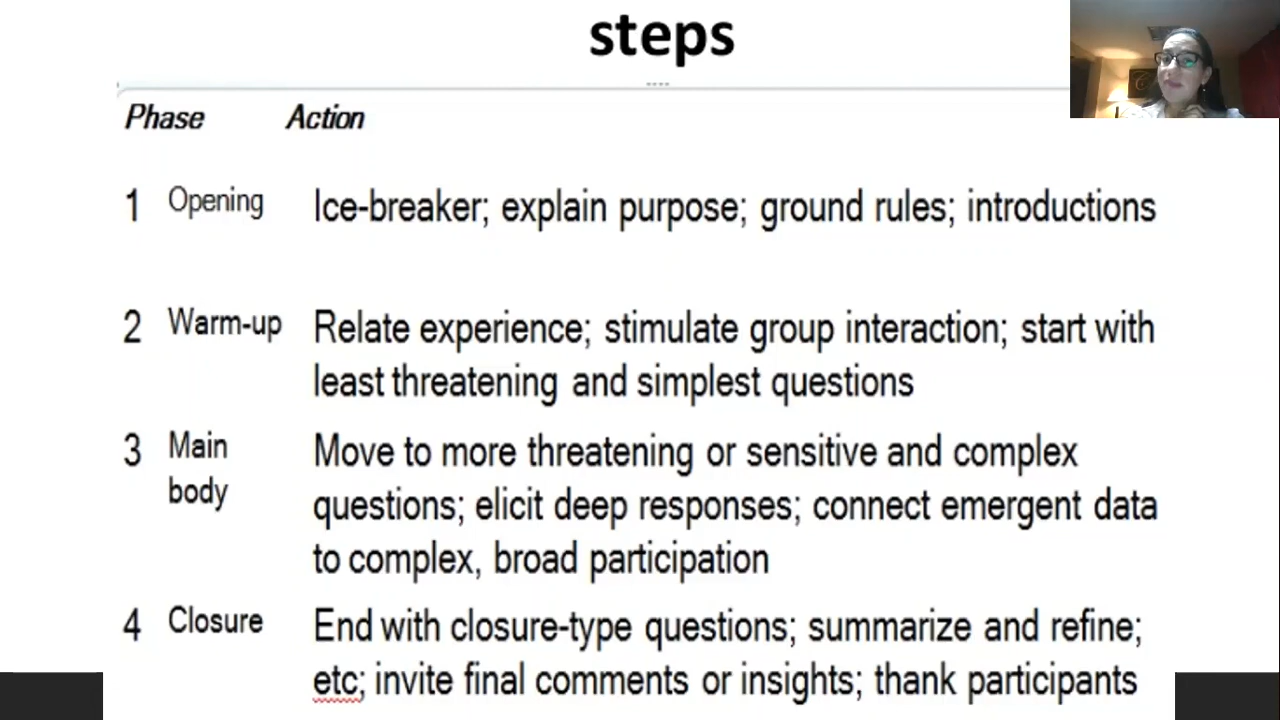 steps
Phase Action
1 Opening Ice-breaker; explain purpose; ground rules; introductions
2 Warm-up Relate experience; stimulate group interaction; start with
least threatening and simplest questions
3 Main Move to more threatening or sensitive and complex
body questions; elicit deep responses; connect emergent data
to complex, broad participation
4 Closure End with closure-type questions; summarize and refine;
etc; invite final comments or insights; thank participants